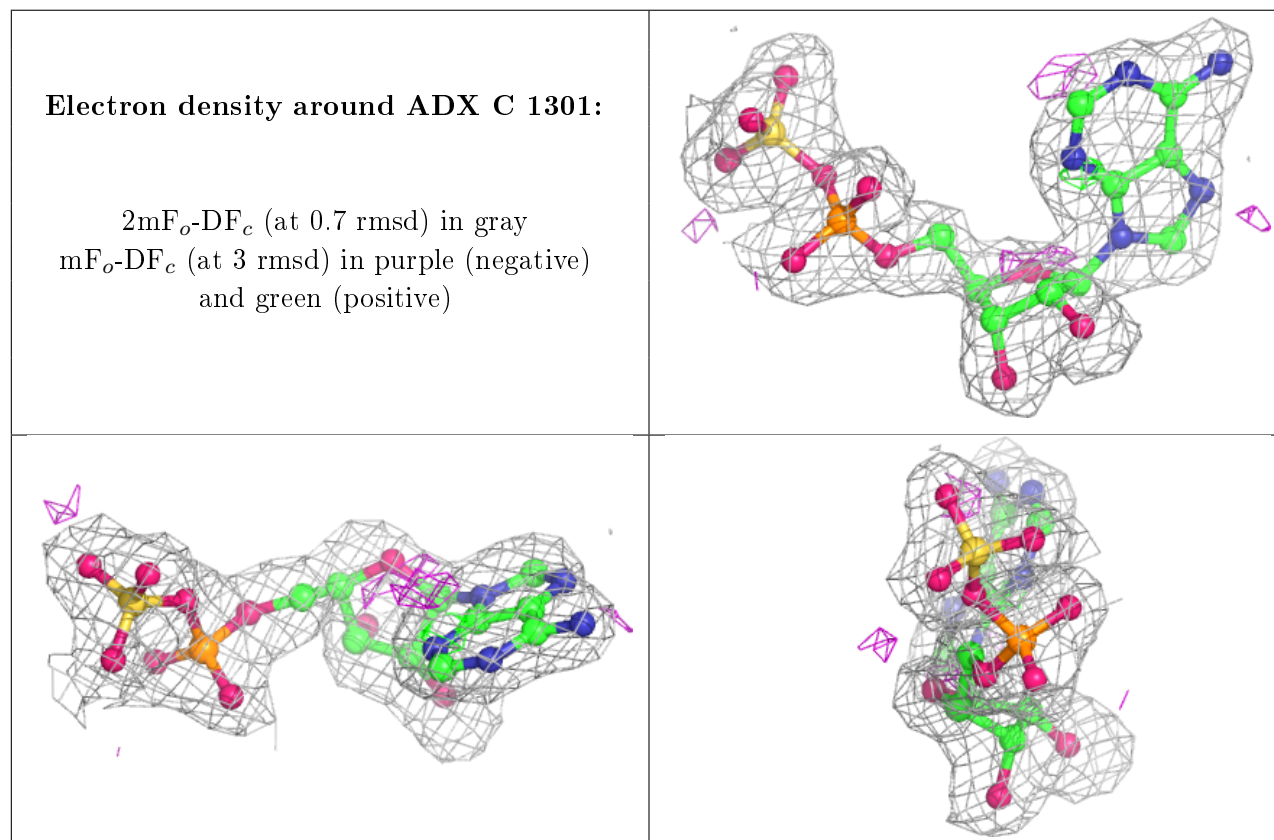 Electron density around ADX C 1301:
2mFₒ-DF𝒸 (at 0.7 rmsd) in gray
mFₒ-DF𝒸 (at 3 rmsd) in purple (negative)
and green (positive)